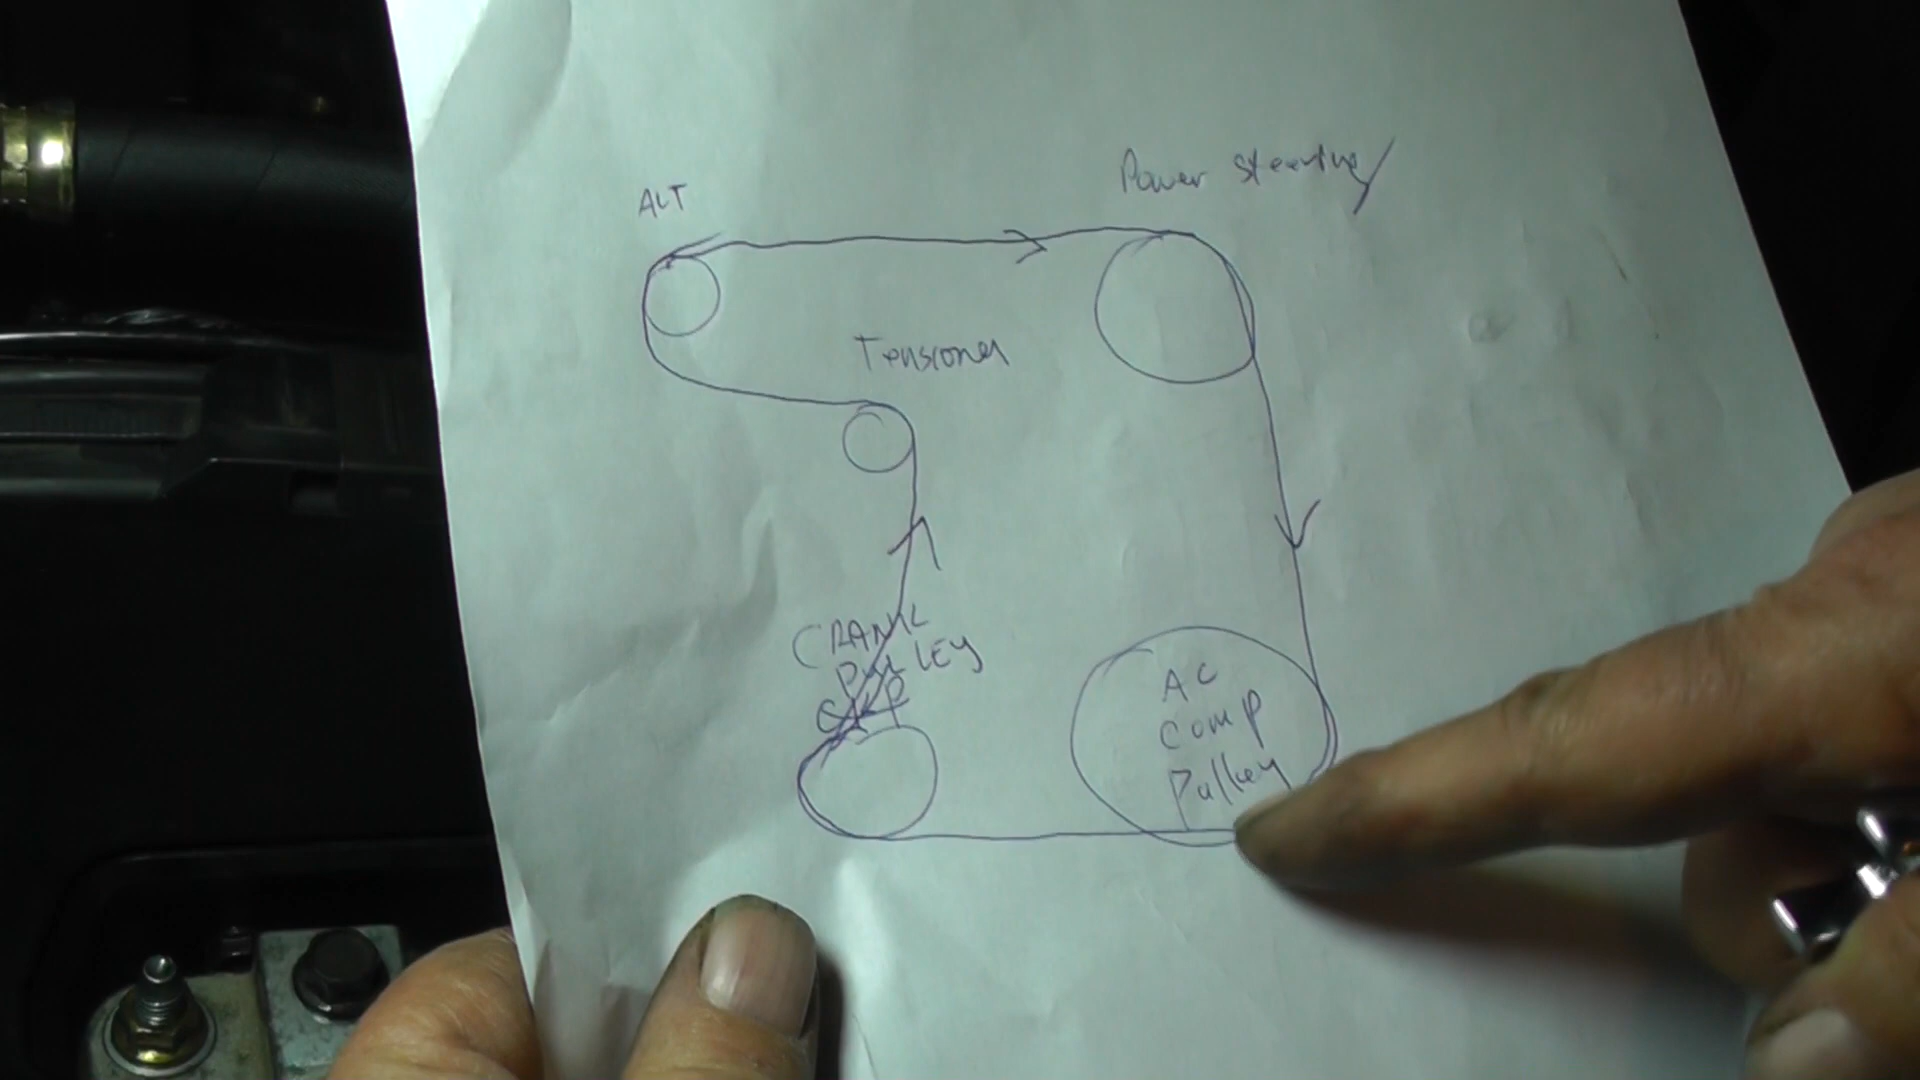 Power steering
ALT
Tensioner
CRANK
PULLEY
AC
comp
Pulley